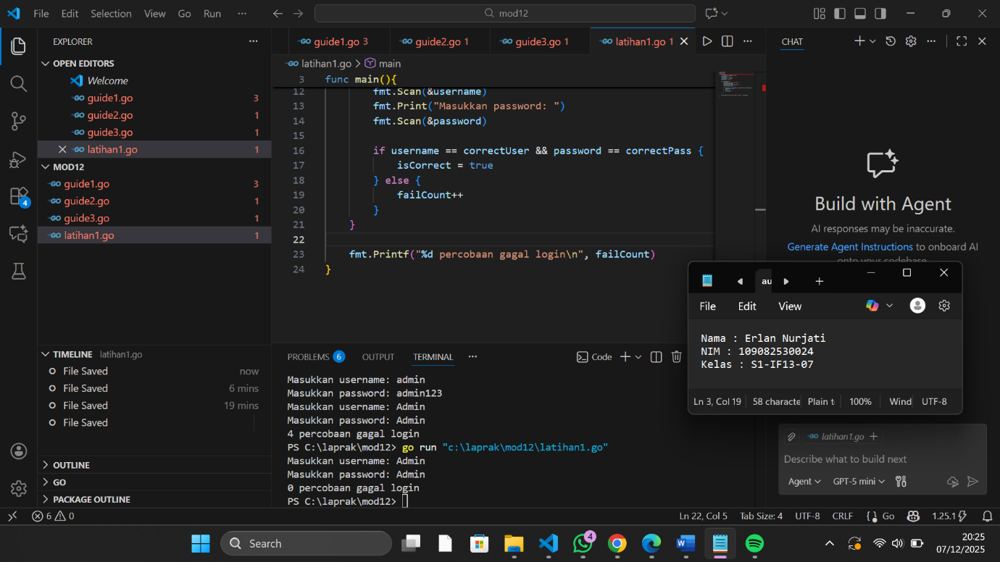 File Edit Selection View Go Run ··· mod12
EXPLORER ···
OPEN EDITORS
Welcome
guide1.go 3
guide2.go 1
guide3.go 1
latihan1.go 1
MOD12
guide1.go 3
guide2.go 1
guide3.go 1
latihan1.go 1
TIMELINE latihan1.go
File Saved now
File Saved 6 mins
File Saved 19 mins
File Saved
OUTLINE
GO
PACKAGE OUTLINE
4
guide1.go 3 guide2.go 1 guide3.go 1 latihan1.go 1
latihan1.go > main
3 func main(){
12 fmt.Scan(&username)
13 fmt.Print("Masukkan password: ")
14 fmt.Scan(&password)
15
16 if username == correctUser && password == correctPass {
17 isCorrect = true
18 } else {
19 failCount++
20 }
21 }
22
23 fmt.Printf("%d percobaan gagal login\n", failCount)
24 }
PROBLEMS 6 OUTPUT TERMINAL ··· Code
Masukkan username: admin
Masukkan password: admin123
Masukkan username: Admin
Masukkan password: Admin
4 percobaan gagal login
PS C:\laprak\mod12> go run "c:\laprak\mod12\latihan1.go"
Masukkan username: Admin
Masukkan password: Admin
0 percobaan gagal login
PS C:\laprak\mod12>
CHAT
Build with Agent
AI responses may be inaccurate.
Generate Agent Instructions to onboard AI
onto your codebase.
au
File Edit View
Nama : Erlan Nurjati
NIM : 109082530024
Kelas : S1-IF13-07
Ln 3, Col 19 58 characte Plain t 100% Wind UTF-8
latihan1.go
Describe what to build next
Agent GPT-5 mini
6 0 Ln 22, Col 5 Tab Size: 4 UTF-8 CRLF Go 1.25.1
Search 4 20:25
07/12/2025